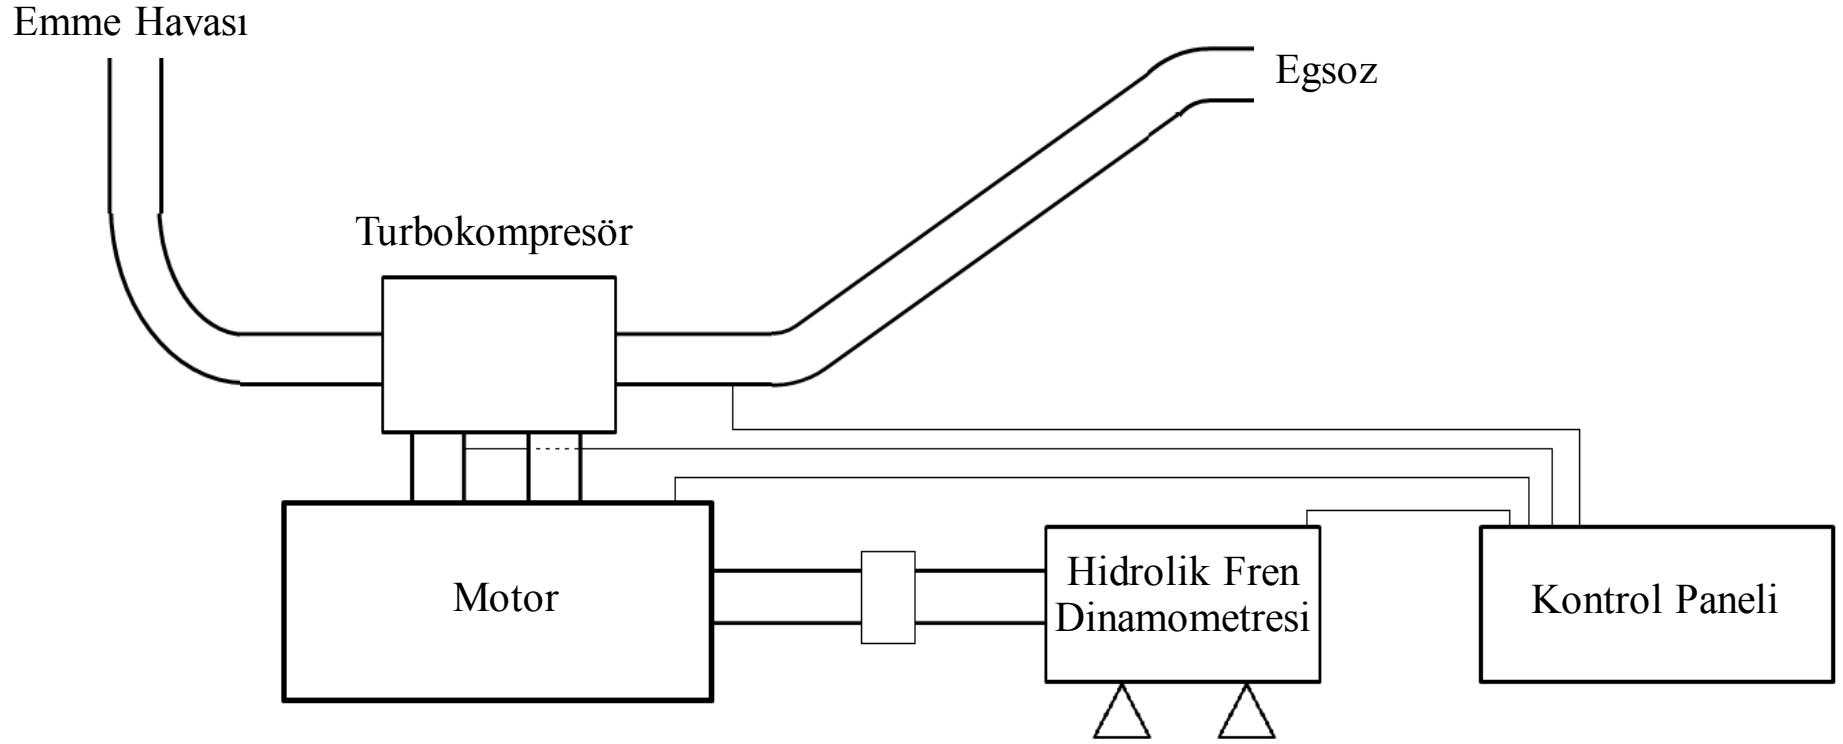 Emme Havası
Egsoz
Turbokompresör
Motor
Hidrolik Fren
Dinamometresi
Kontrol Paneli